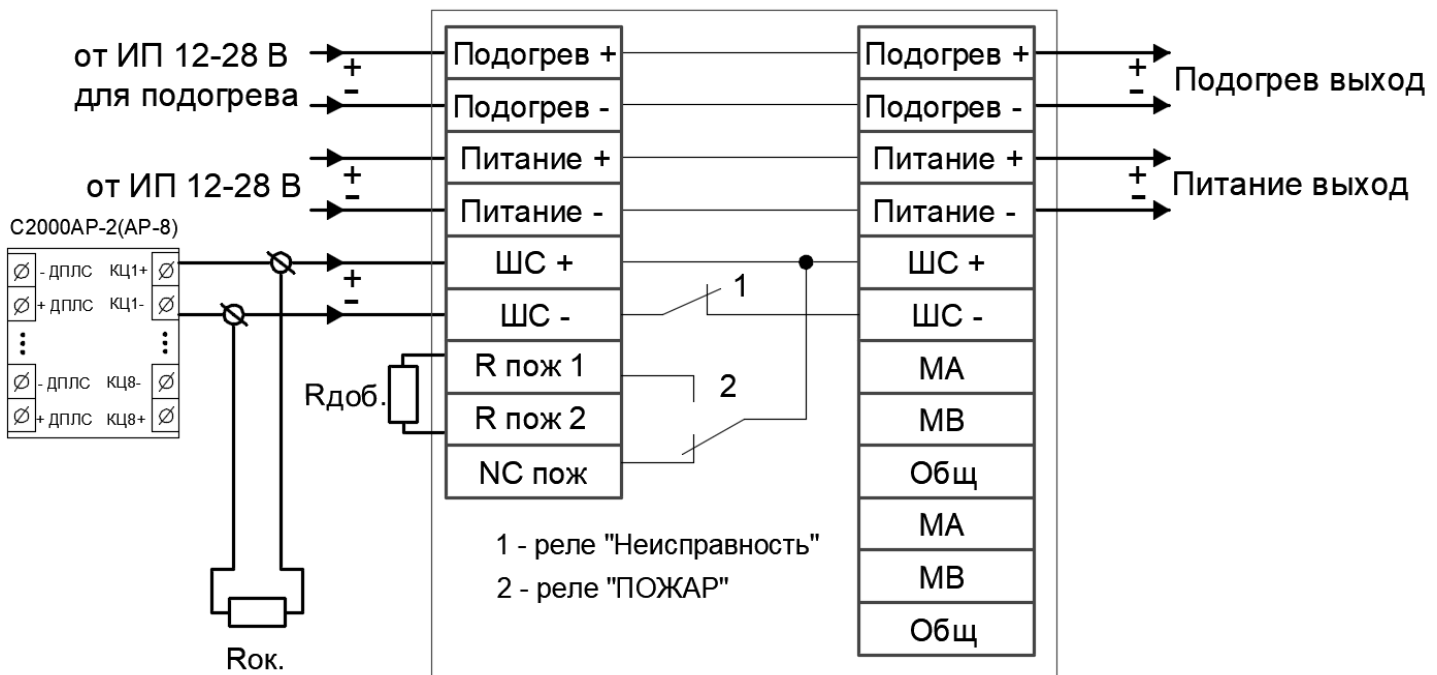 от ИП 12-28 В
для подогрева
+
-
от ИП 12-28 В
+
-
С2000АР-2(АР-8)
- ДПЛС КЦ1+
+ ДПЛС КЦ1-
- ДПЛС КЦ8-
+ ДПЛС КЦ8+
+
-
Rдоб.
Rок.
Подогрев +
Подогрев -
Питание +
Питание -
ШС +
ШС -
R пож 1
R пож 2
NC пож
1
2
1 - реле "Неисправность"
2 - реле "ПОЖАР"
Подогрев +
Подогрев -
Питание +
Питание -
ШС +
ШС -
МА
МВ
Общ
МА
МВ
Общ
+
-
Подогрев выход
+
-
Питание выход